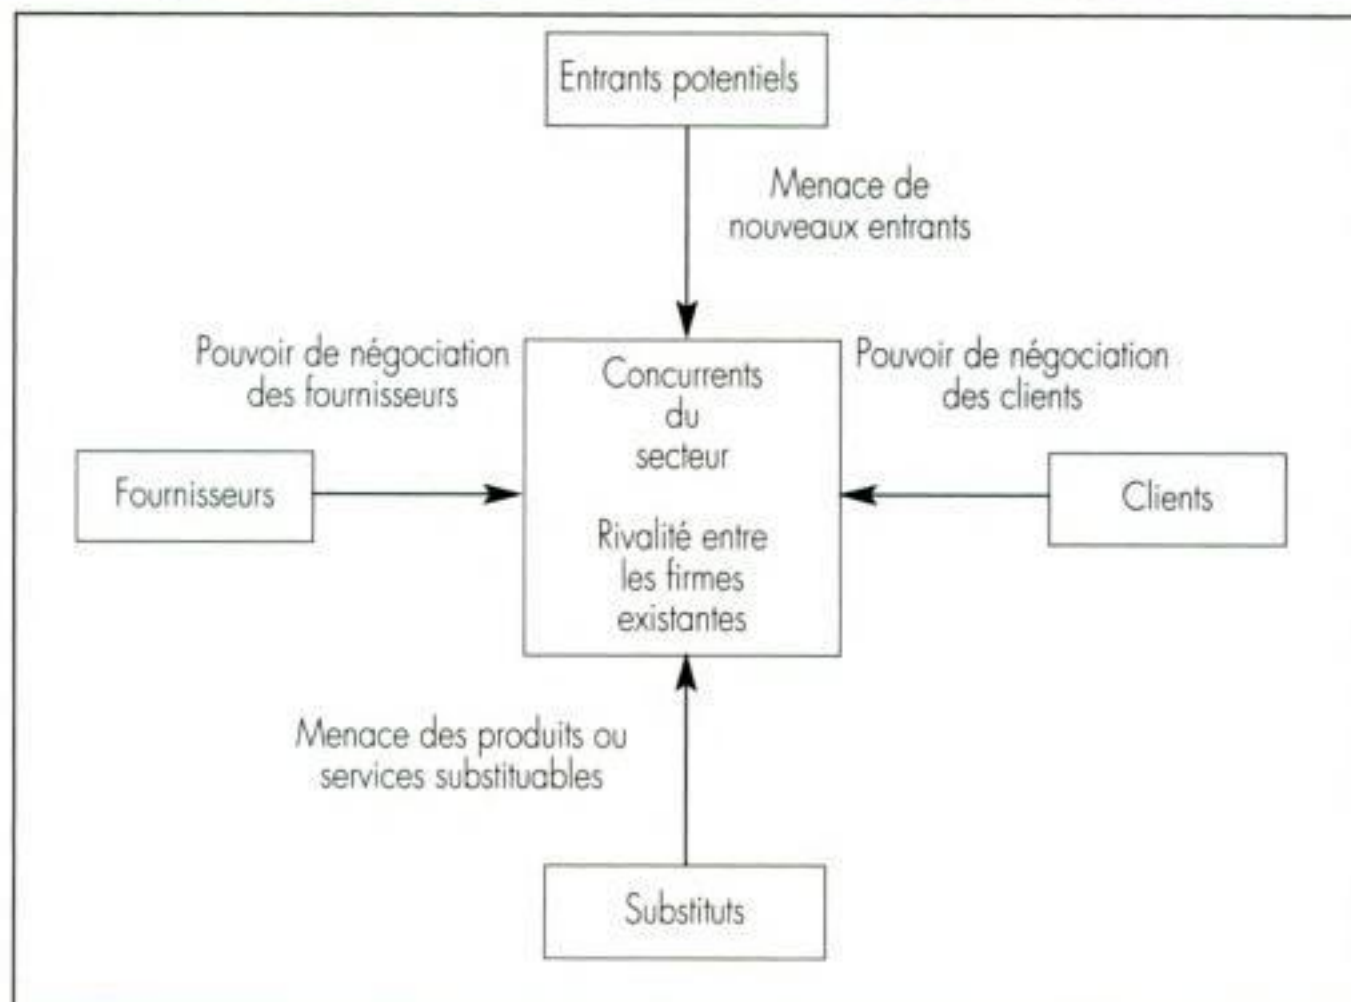 Entrants potentiels
Menace de
nouveaux entrants
Pouvoir de négociation
des fournisseurs
Concurrents
du
secteur
Rivalité entre
les firmes
existantes
Pouvoir de négociation
des clients
Fournisseurs
Clients
Menace des produits ou
services substituables
Substituts